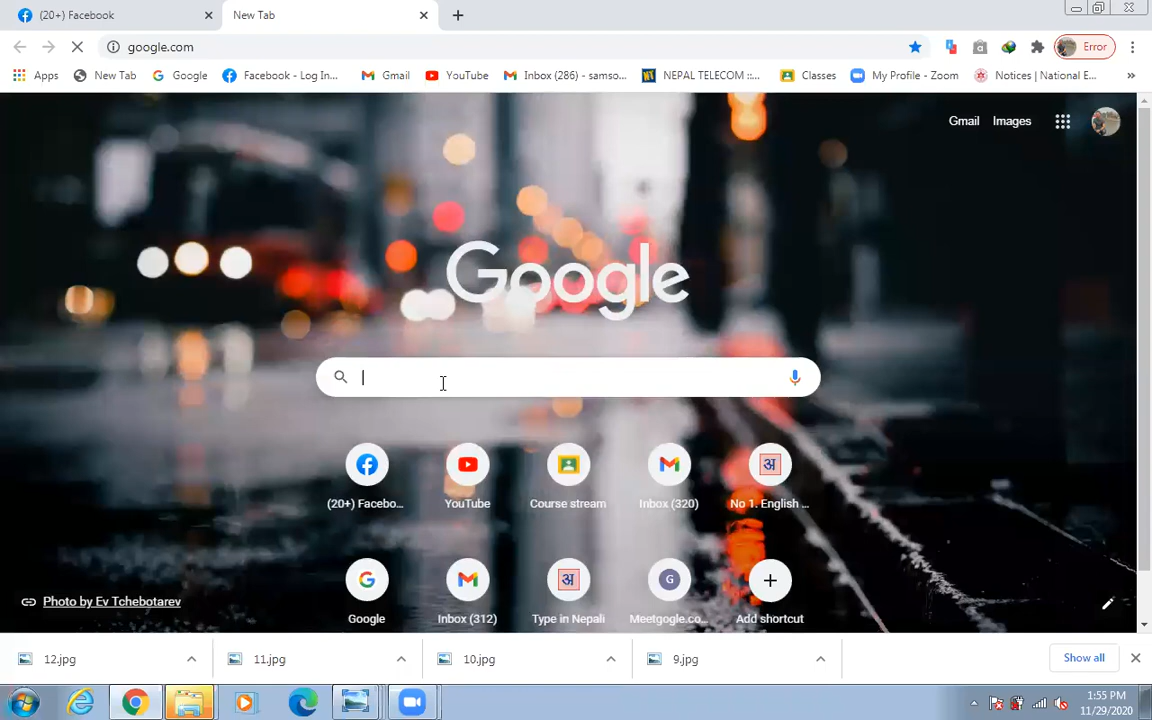 (20+) Facebook
New Tab
google.com
Error
Apps
New Tab
Google
Facebook - Log In...
Gmail
YouTube
Inbox (286) - samso...
NEPAL TELECOM ::...
Classes
My Profile - Zoom
Notices | National E...
»
Gmail
Images
Google
(20+) Facebo...
YouTube
Course stream
Inbox (320)
अ
No 1. English ...
Google
Inbox (312)
अ
Type in Nepali
G
Meetgogle.co...
Add shortcut
Photo by Ev Tchebotarev
12.jpg
11.jpg
10.jpg
9.jpg
Show all
1:55 PM
11/29/2020